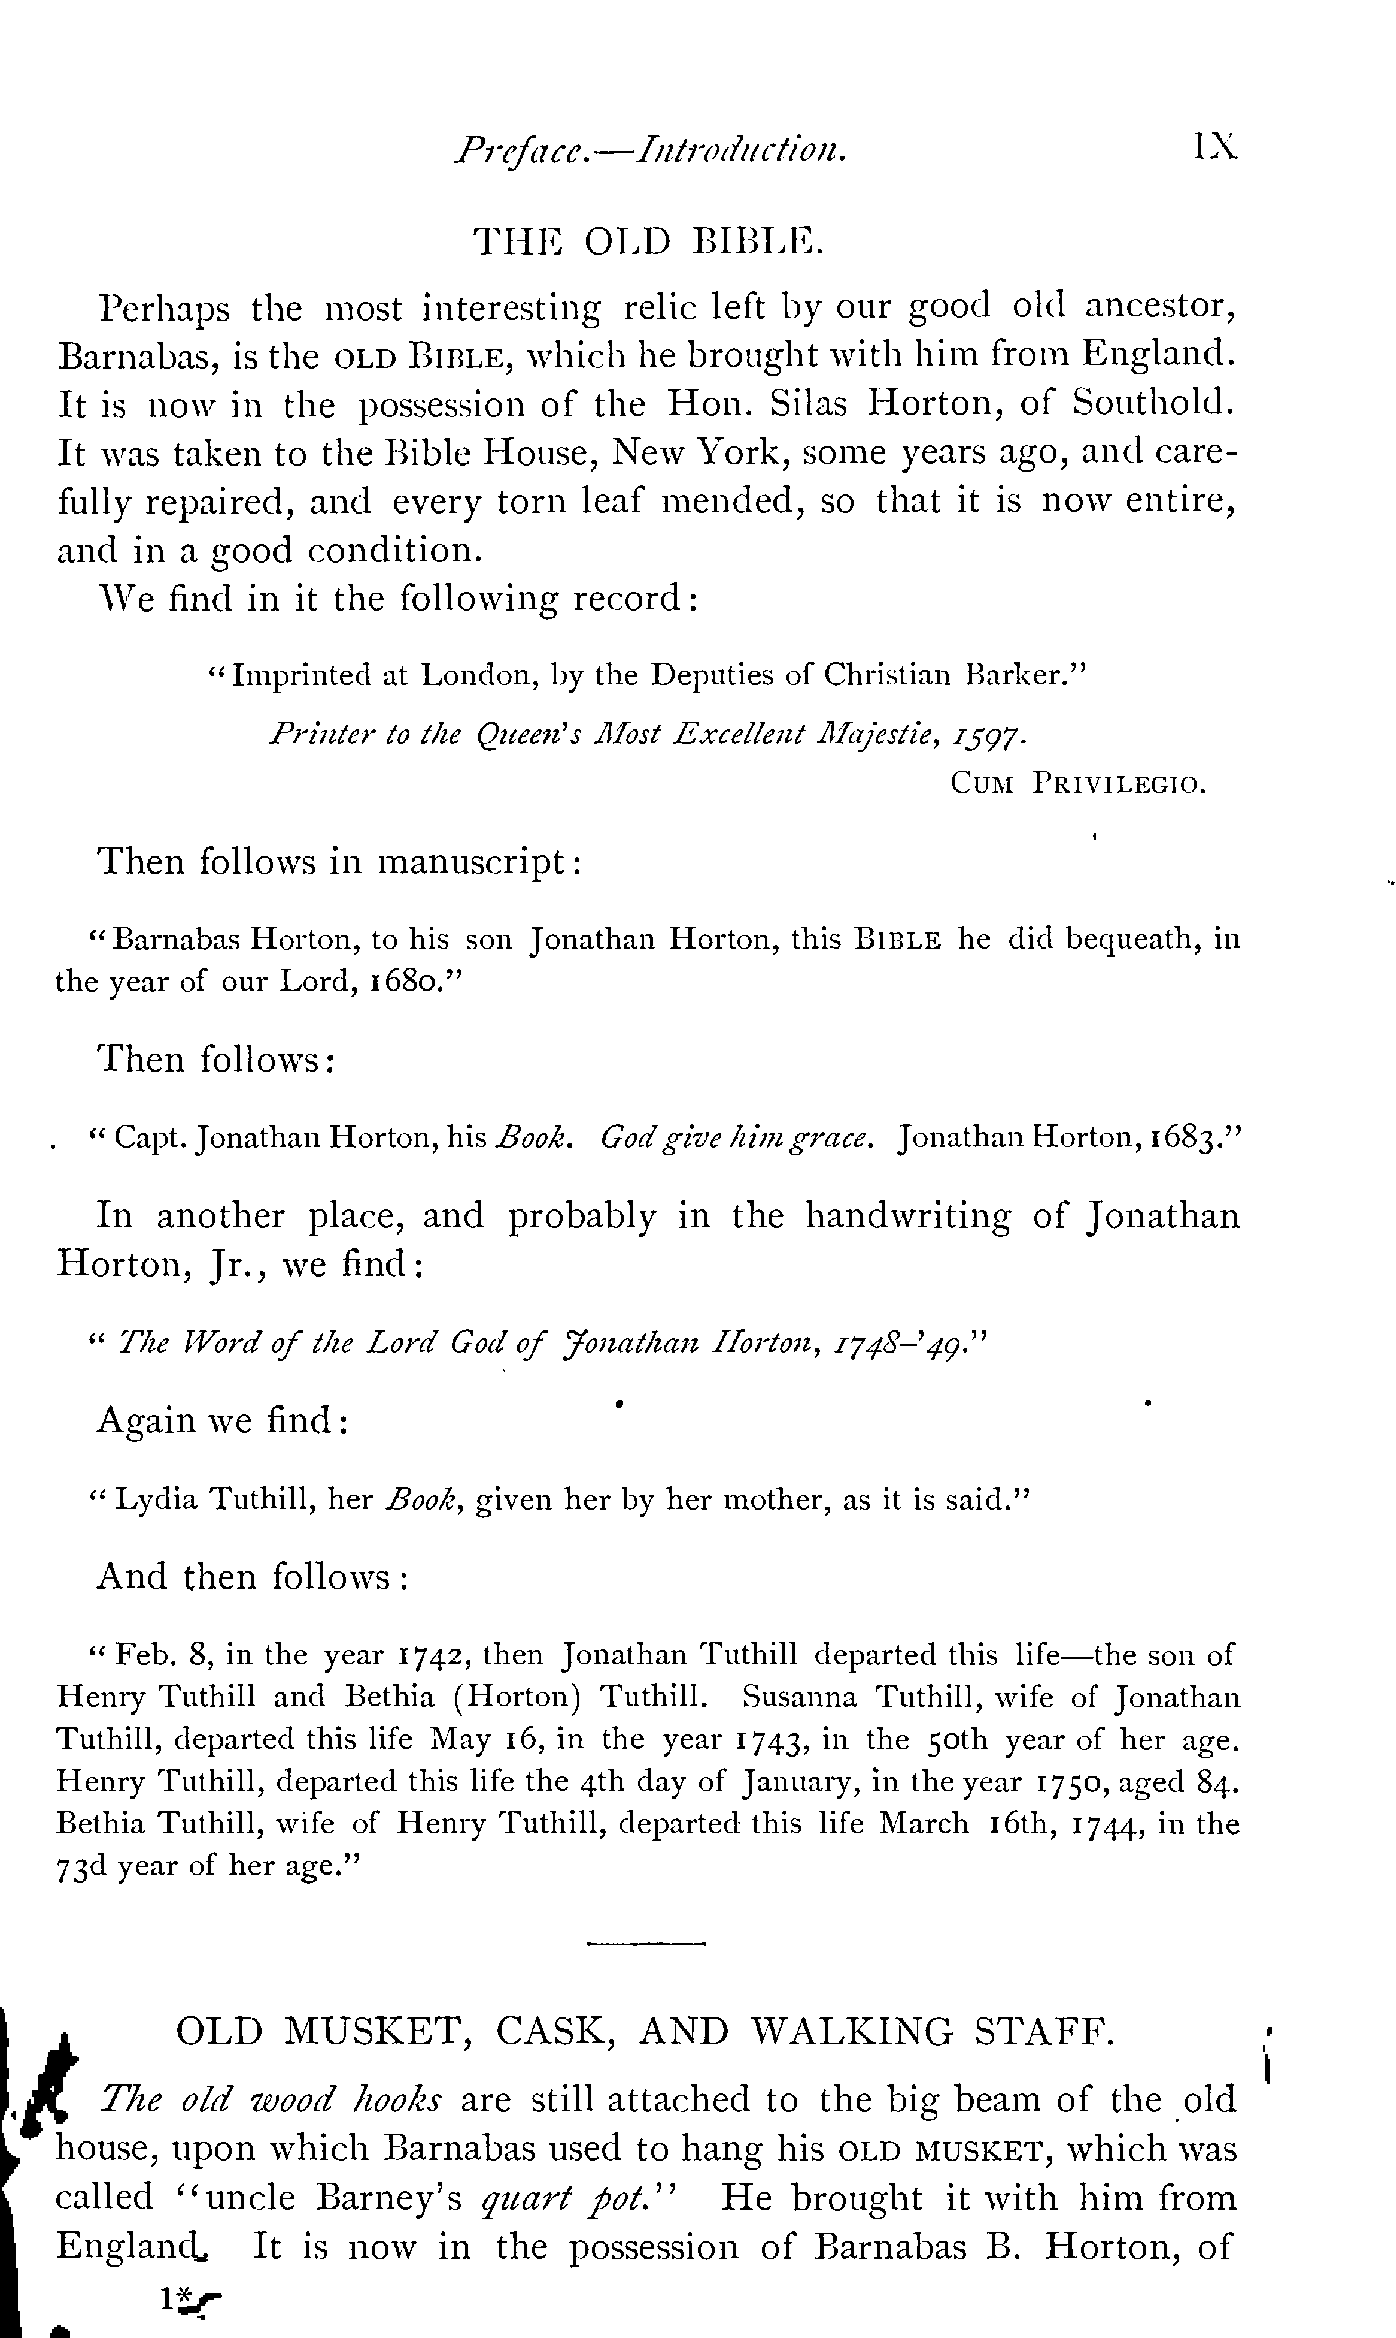 Preface.—Introduction. IX
THE OLD BIBLE.
Perhaps the most interesting relic left by our good old ancestor,
Barnabas, is the OLD BIBLE, which he brought with him from England.
It is now in the possession of the Hon. Silas Horton, of Southold.
It was taken to the Bible House, New York, some years ago, and care-
fully repaired, and every torn leaf mended, so that it is now entire,
and in a good condition.
We find in it the following record:
"Imprinted at London, by the Deputies of Christian Barker."
Printer to the Queen's Most Excellent Majestie, 1597.
CUM PRIVILEGIO.
Then follows in manuscript:
"Barnabas Horton, to his son Jonathan Horton, this BIBLE he did bequeath, in
the year of our Lord, 1680."
Then follows:
"Capt. Jonathan Horton, his Book. God give him grace. Jonathan Horton, 1683."
In another place, and probably in the handwriting of Jonathan
Horton, Jr., we find:
"The Word of the Lord God of Jonathan Horton, 1748–'49."
Again we find:
"Lydia Tuthill, her Book, given her by her mother, as it is said."
And then follows:
"Feb. 8, in the year 1742, then Jonathan Tuthill departed this life—the son of
Henry Tuthill and Bethia (Horton) Tuthill. Susanna Tuthill, wife of Jonathan
Tuthill, departed this life May 16, in the year 1743, in the 50th year of her age.
Henry Tuthill, departed this life the 4th day of January, in the year 1750, aged 84.
Bethia Tuthill, wife of Henry Tuthill, departed this life March 16th, 1744, in the
73d year of her age."
OLD MUSKET, CASK, AND WALKING STAFF.
The old wood hooks are still attached to the big beam of the old
house, upon which Barnabas used to hang his OLD MUSKET, which was
called "uncle Barney's quart pot." He brought it with him from
England. It is now in the possession of Barnabas B. Horton, of
1*